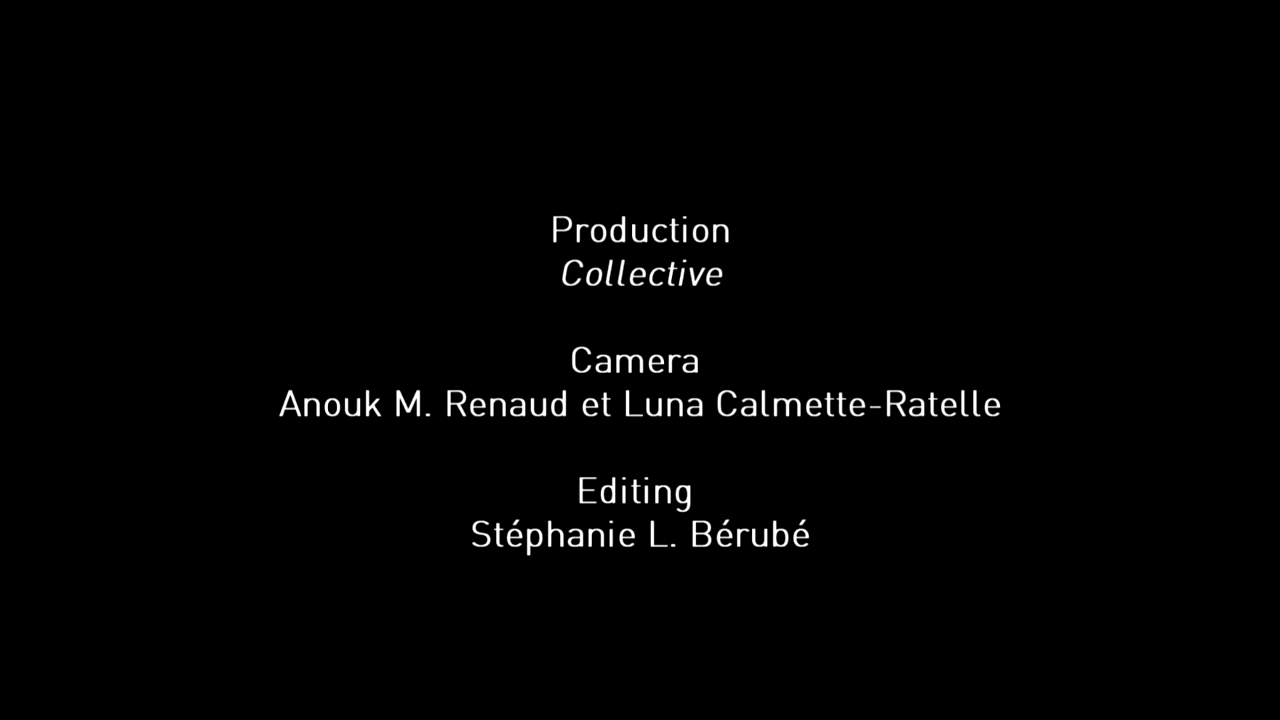 Production
Collective
Camera
Anouk M. Renaud et Luna Calmette-Ratelle
Editing
Stéphanie L. Bérubé